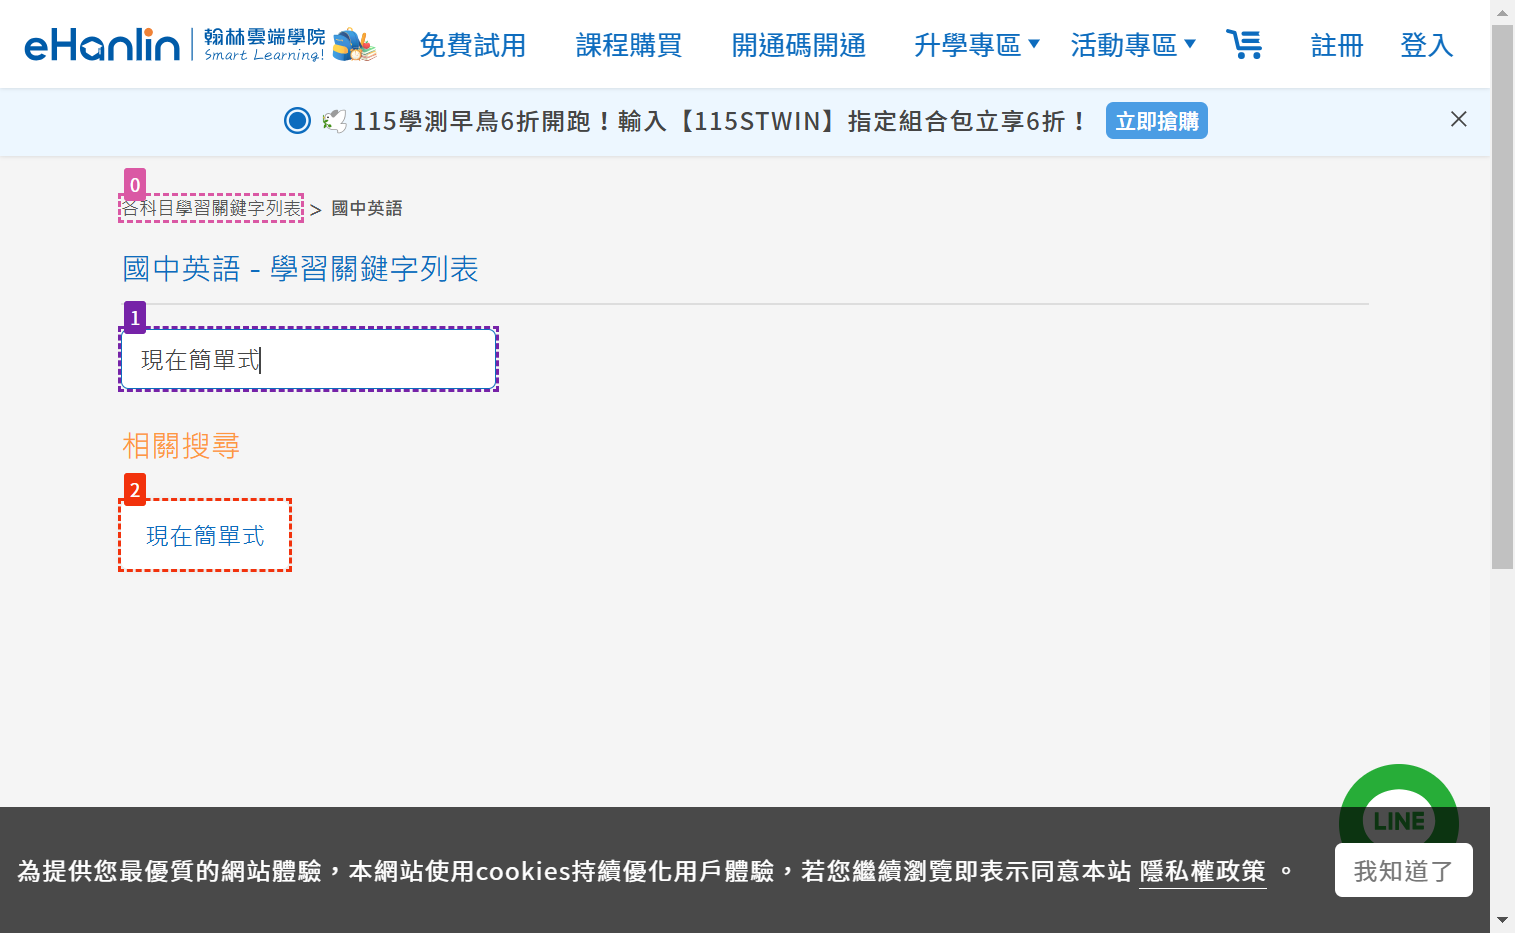 eHanlin 翰林雲端學院 Smart Learning!
免費試用 課程購買 開通碼開通 升學專區 活動專區 註冊 登入
115學測早鳥6折開跑！輸入【115STWIN】指定組合包立享6折！ 立即搶購
0
各科目學習關鍵字列表 > 國中英語
國中英語 - 學習關鍵字列表
1
現在簡單式
相關搜尋
2
現在簡單式
LINE
為提供您最優質的網站體驗，本網站使用cookies持續優化用戶體驗，若您繼續瀏覽即表示同意本站 隱私權政策 。 我知道了